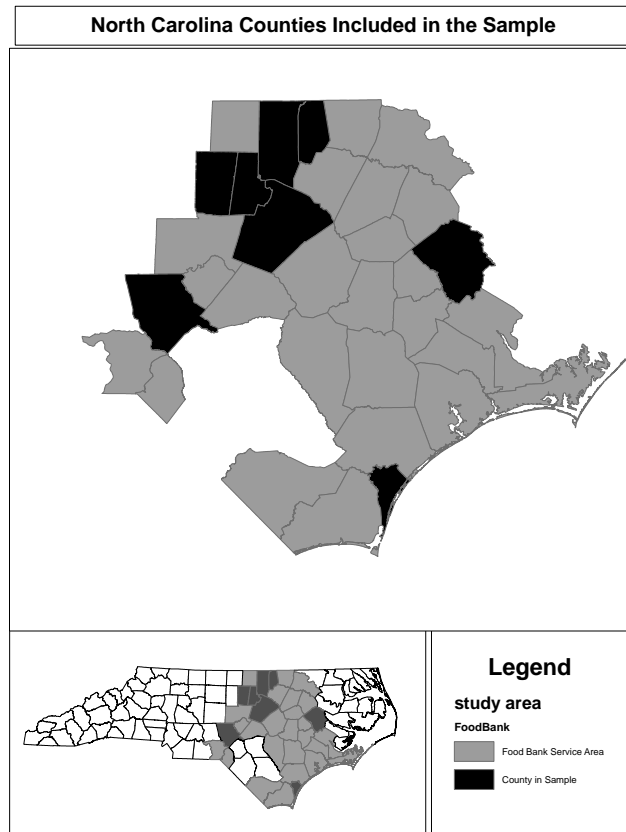 North Carolina Counties Included in the Sample
Legend
study area
FoodBank
Food Bank Service Area
County in Sample